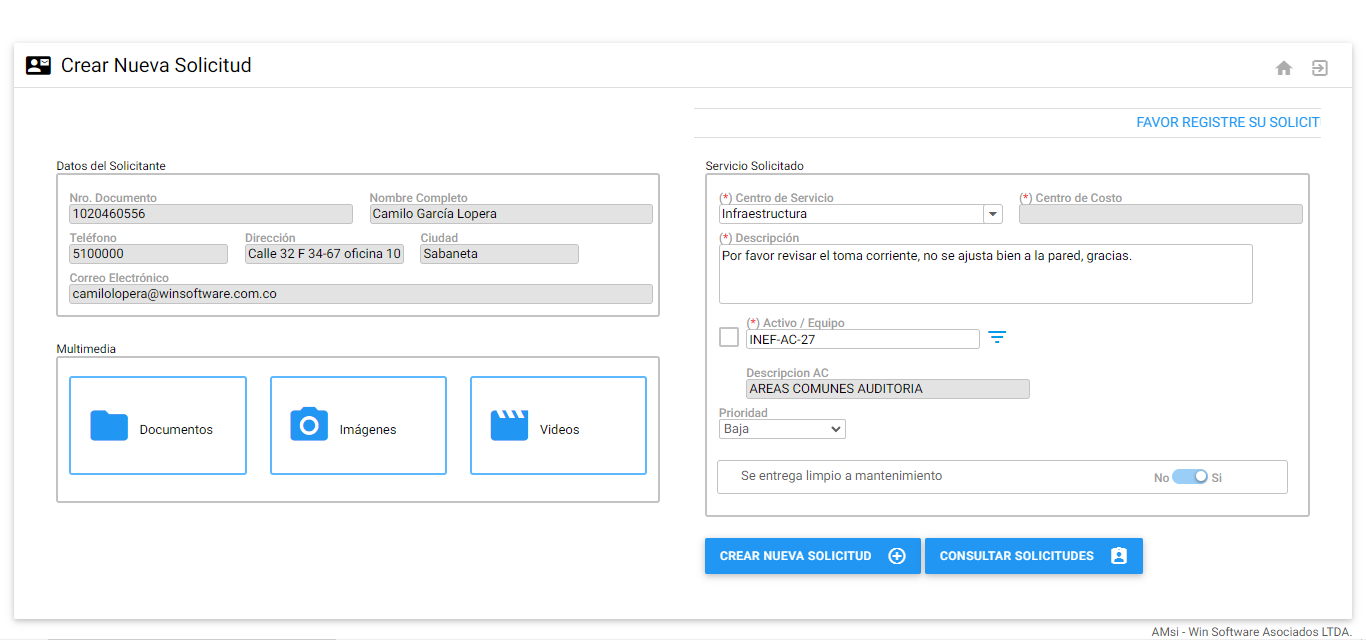 Crear Nueva Solicitud
FAVOR REGISTRE SU SOLICIT
Datos del Solicitante
Nro. Documento Nombre Completo
1020460556 Camilo García Lopera
Teléfono Dirección Ciudad
5100000 Calle 32 F 34-67 oficina 10 Sabaneta
Correo Electrónico
camilolopera@winsoftware.com.co
Multimedia
Documentos Imágenes Videos
Servicio Solicitado
(*) Centro de Servicio (*) Centro de Costo
Infraestructura
(*) Descripción
Por favor revisar el toma corriente, no se ajusta bien a la pared, gracias.
(*) Activo / Equipo
INEF-AC-27
Descripcion AC
AREAS COMUNES AUDITORIA
Prioridad
Baja
Se entrega limpio a mantenimiento No Si
CREAR NUEVA SOLICITUD CONSULTAR SOLICITUDES
AMsi - Win Software Asociados LTDA.